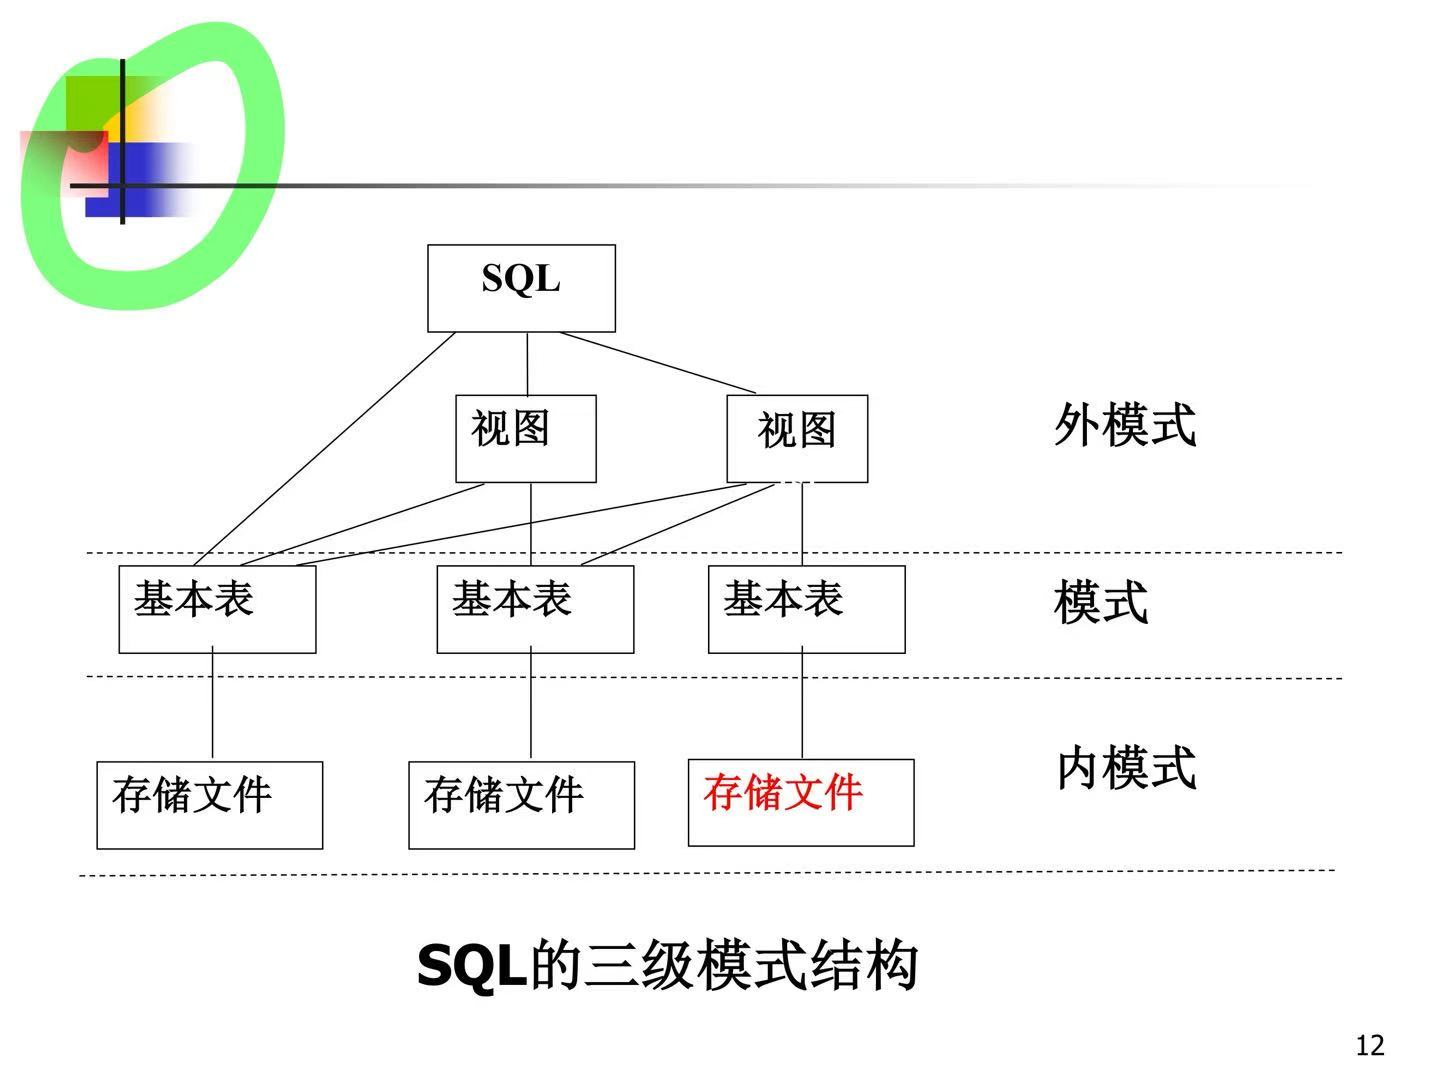 SQL
视图 视图 外模式
基本表 基本表 基本表 模式
存储文件 存储文件 存储文件 内模式
SQL的三级模式结构
12